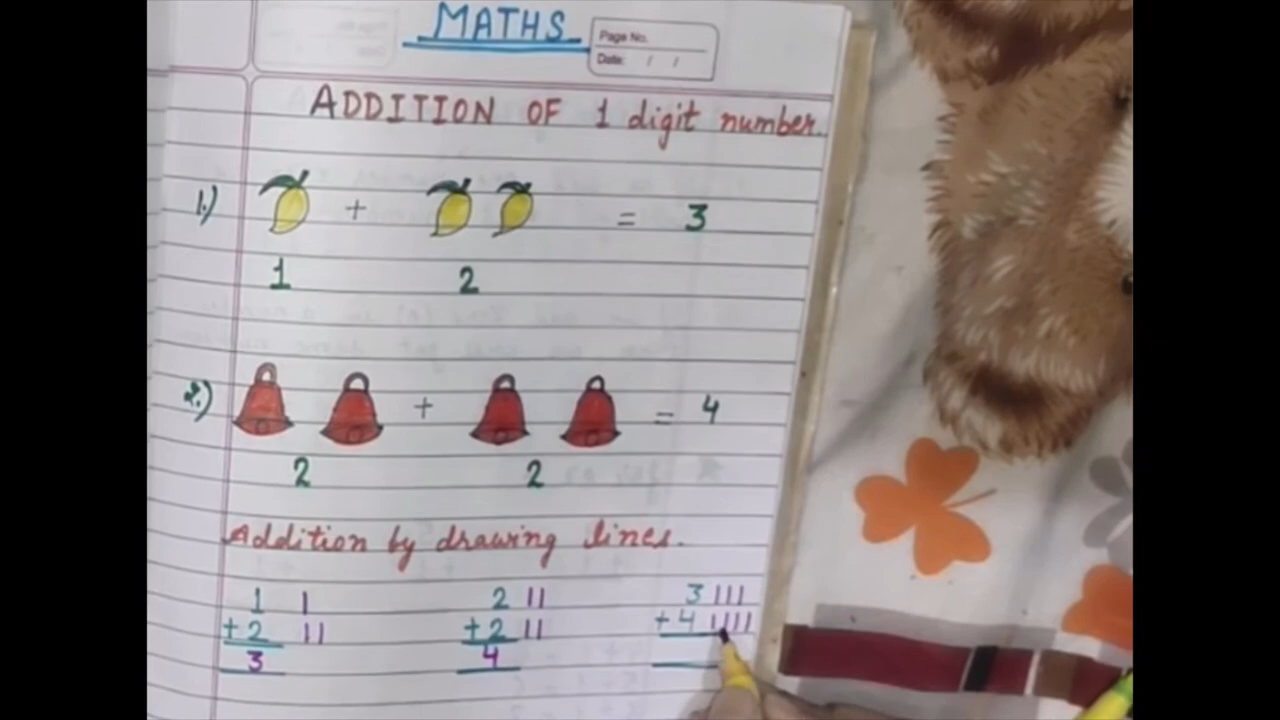 MATHS
Page No.
Date: / /
ADDITION OF 1 digit number.
1.) + = 3
1 2
2.) + = 4
2 2
Addition by drawing lines.
1 | 2 || 3 |||
+2 || +2 || +4 ||||
3 4